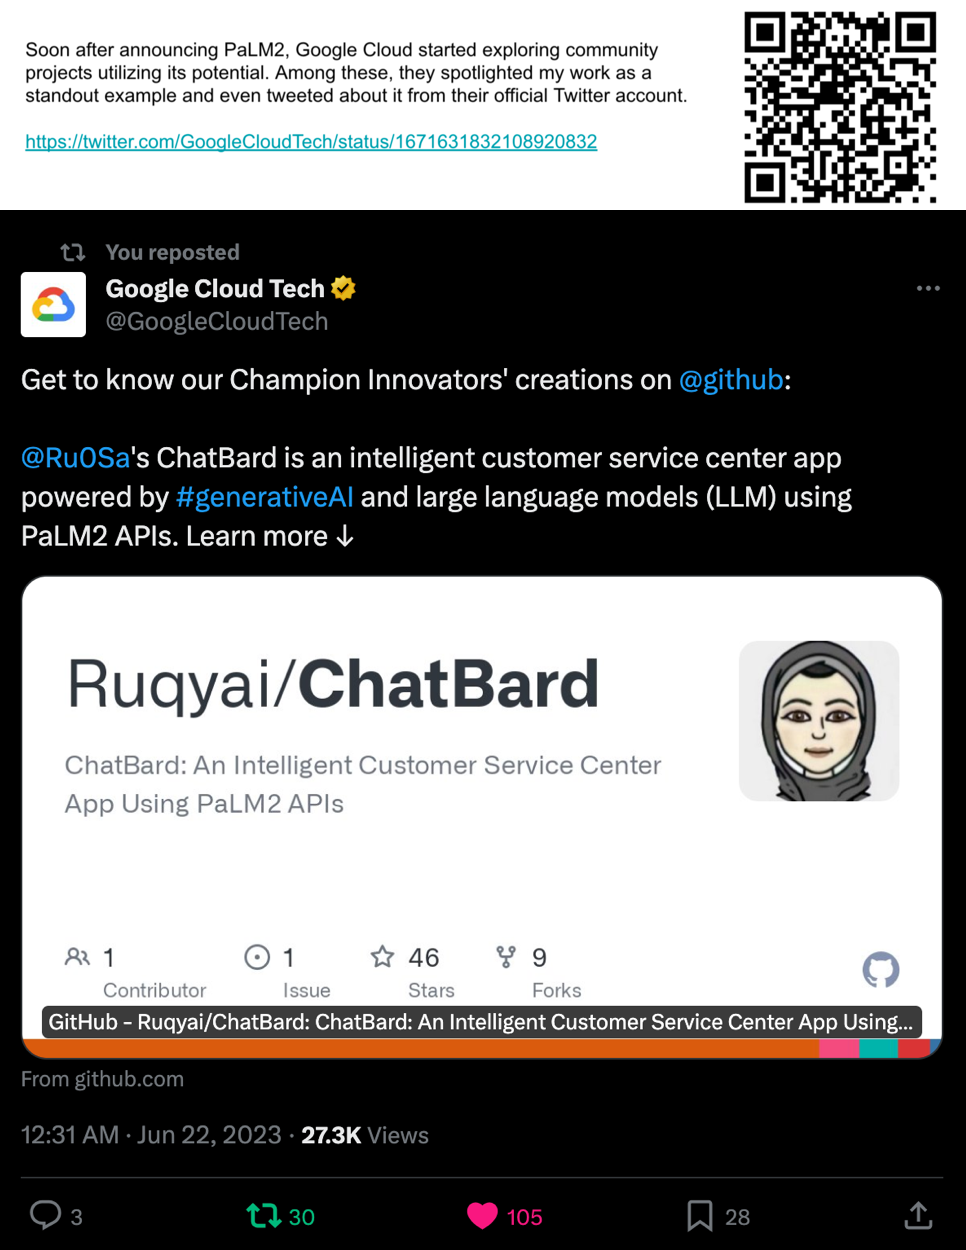 Soon after announcing PaLM2, Google Cloud started exploring community
projects utilizing its potential. Among these, they spotlighted my work as a
standout example and even tweeted about it from their official Twitter account.
https://twitter.com/GoogleCloudTech/status/1671631832108920832
You reposted
Google Cloud Tech
@GoogleCloudTech
Get to know our Champion Innovators' creations on @github:
@Ru0Sa's ChatBard is an intelligent customer service center app
powered by #generativeAI and large language models (LLM) using
PaLM2 APIs. Learn more ↓
Ruqyai/ChatBard
ChatBard: An Intelligent Customer Service Center
App Using PaLM2 APIs
1 1 46 9
Contributor Issue Stars Forks
GitHub - Ruqyai/ChatBard: ChatBard: An Intelligent Customer Service Center App Using...
From github.com
12:31 AM · Jun 22, 2023 · 27.3K Views
3 30 105 28